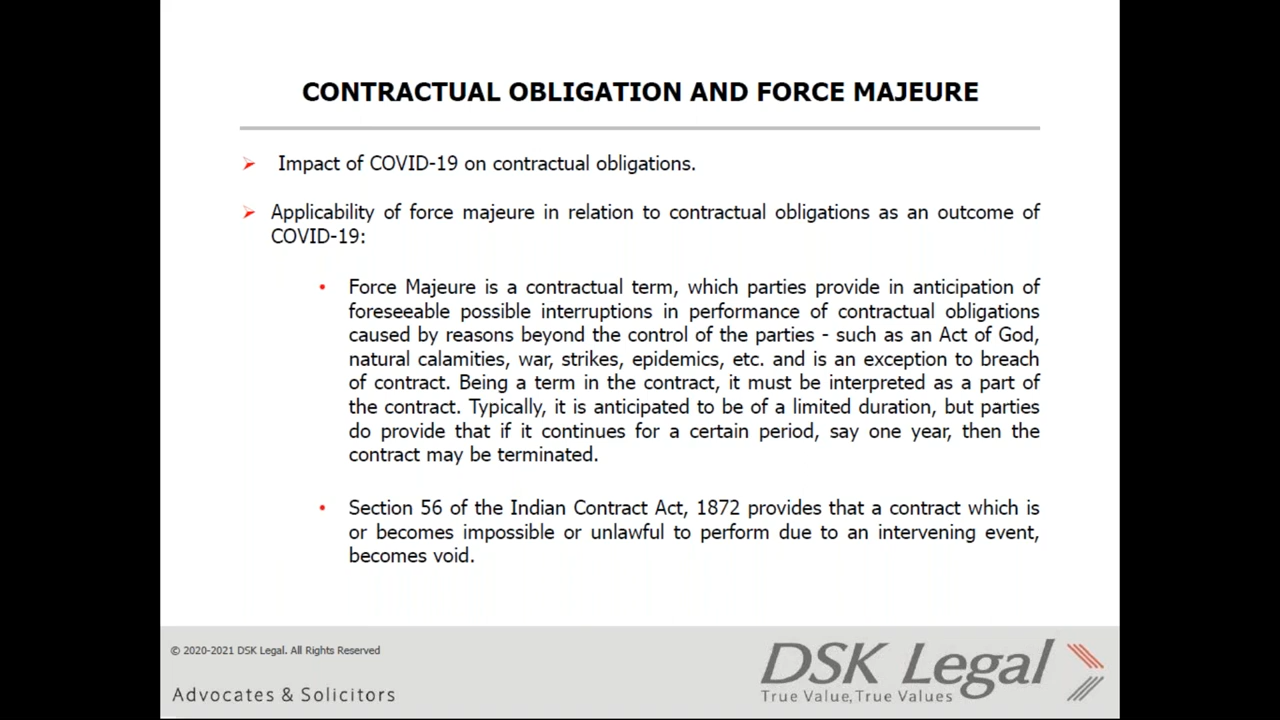 CONTRACTUAL OBLIGATION AND FORCE MAJEURE
Impact of COVID-19 on contractual obligations.
Applicability of force majeure in relation to contractual obligations as an outcome of
COVID-19:
Force Majeure is a contractual term, which parties provide in anticipation of
foreseeable possible interruptions in performance of contractual obligations
caused by reasons beyond the control of the parties - such as an Act of God,
natural calamities, war, strikes, epidemics, etc. and is an exception to breach
of contract. Being a term in the contract, it must be interpreted as a part of
the contract. Typically, it is anticipated to be of a limited duration, but parties
do provide that if it continues for a certain period, say one year, then the
contract may be terminated.
Section 56 of the Indian Contract Act, 1872 provides that a contract which is
or becomes impossible or unlawful to perform due to an intervening event,
becomes void.
© 2020-2021 DSK Legal. All Rights Reserved
Advocates & Solicitors
DSK Legal
True Value, True Values